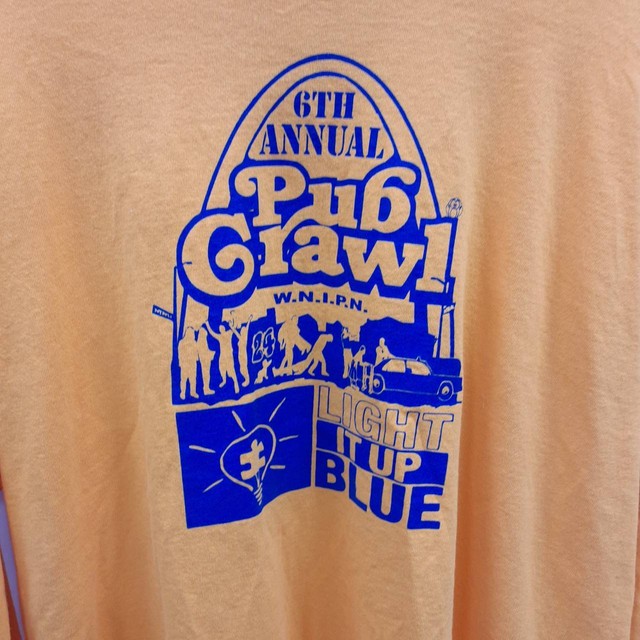 6TH
ANNUAL
Pub
Crawl
W.N.I.P.N.
LIGHT
IT UP
BLUE